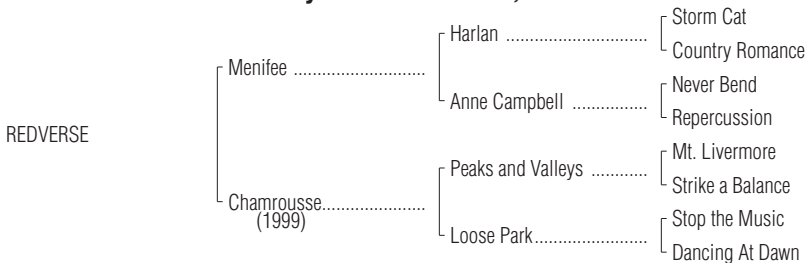 Harlan ..............................
Storm Cat
Country Romance
Menifee ............................
Anne Campbell ................
Never Bend
Repercussion
REDVERSE
Peaks and Valleys ............
Mt. Livermore
Strike a Balance
Chamrousse......................
(1999)
Loose Park........................
Stop the Music
Dancing At Dawn